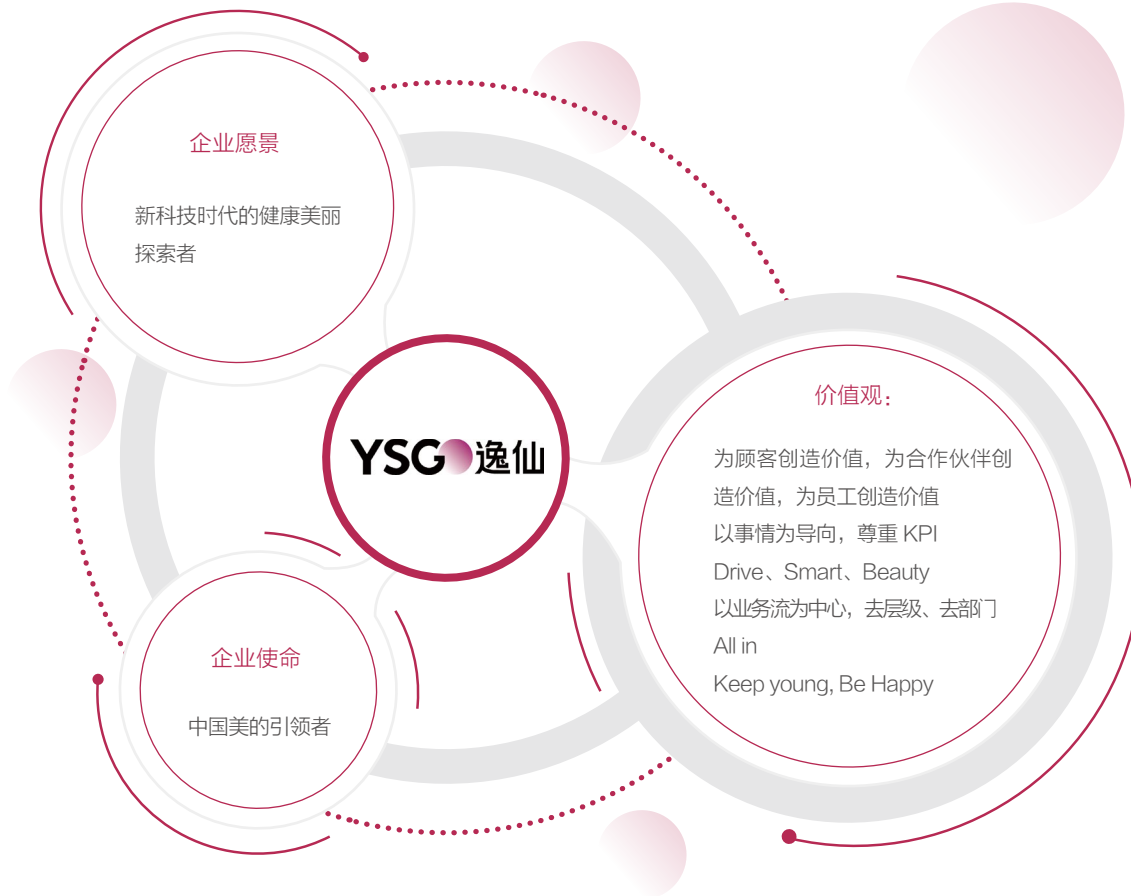 企业愿景
新科技时代的健康美丽
探索者
YSG 逸仙
价值观：
为顾客创造价值，为合作伙伴创
造价值，为员工创造价值
以事情为导向，尊重 KPI
Drive、Smart、Beauty
以业务流为中心，去层级、去部门
All in
Keep young, Be Happy
企业使命
中国美的引领者